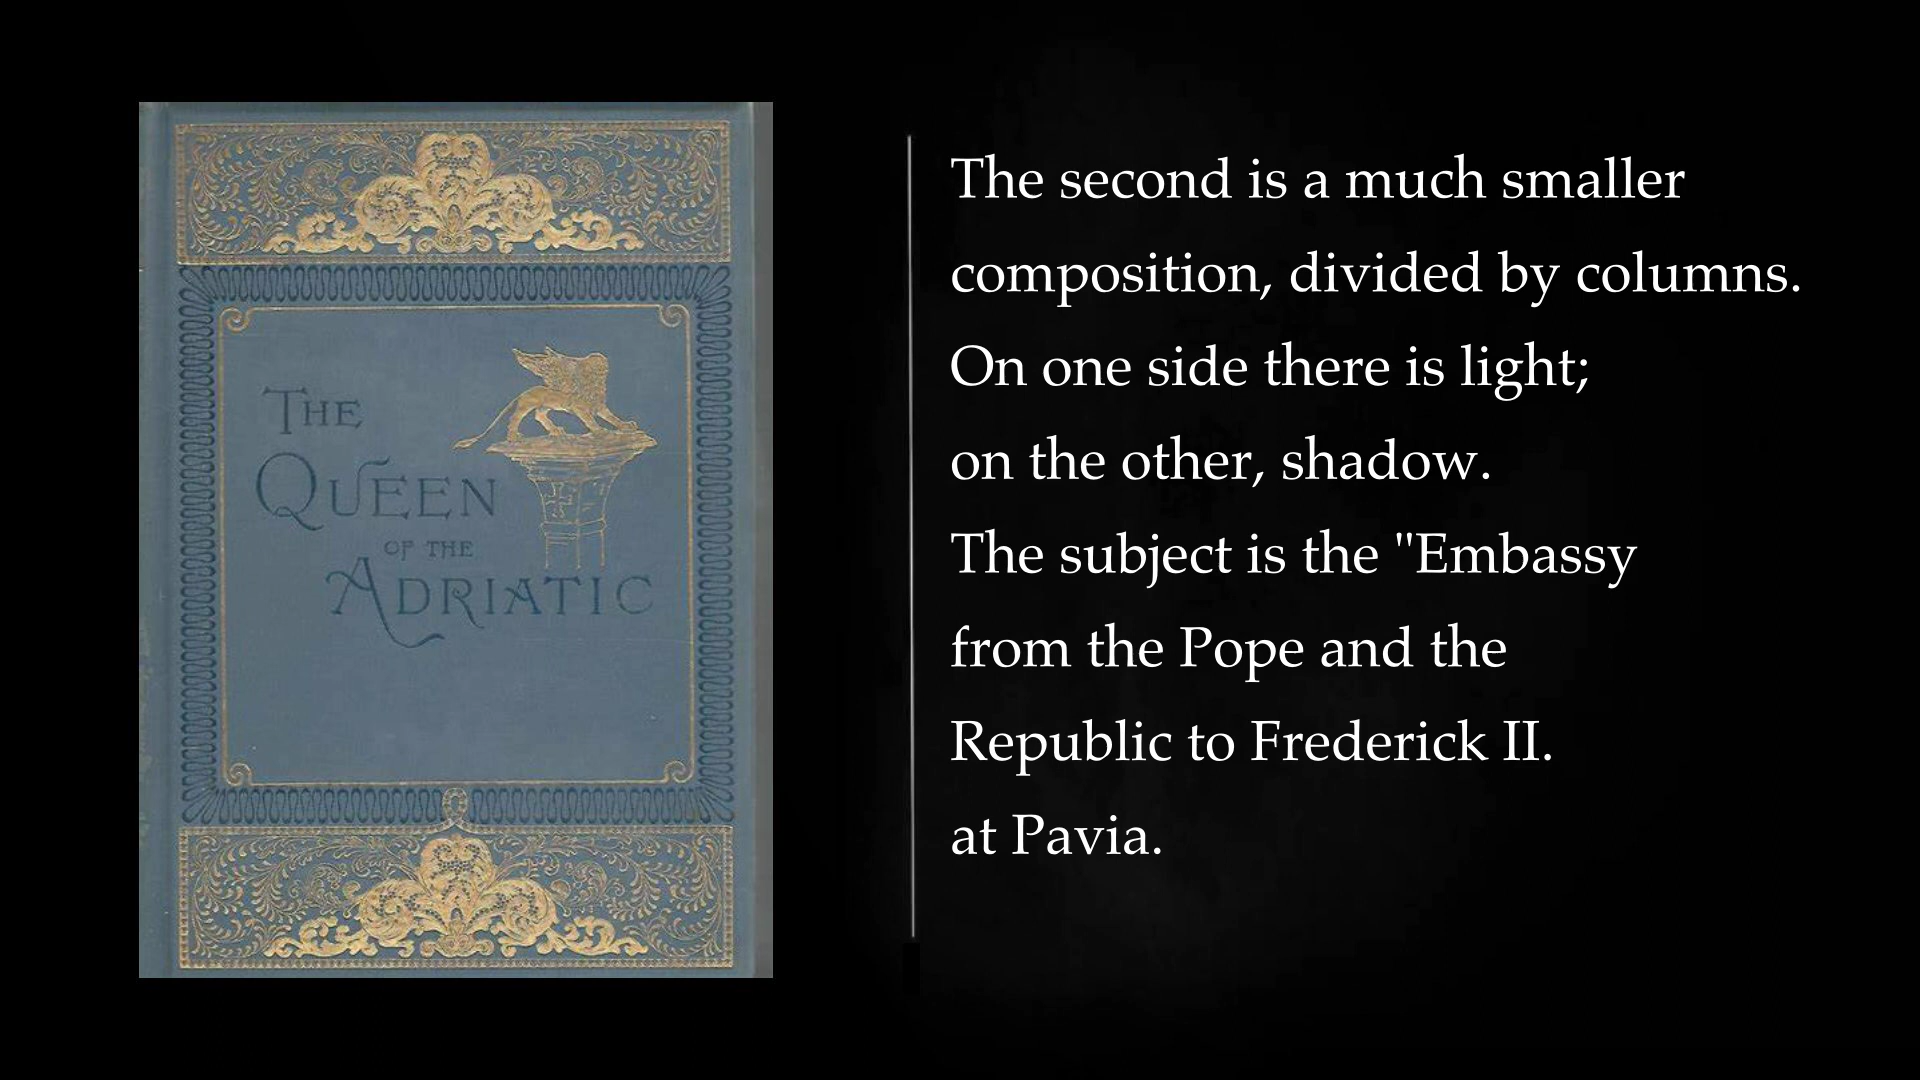 THE
QUEEN
OF THE
ADRIATIC
The second is a much smaller
composition, divided by columns.
On one side there is light;
on the other, shadow.
The subject is the "Embassy
from the Pope and the
Republic to Frederick II.
at Pavia.